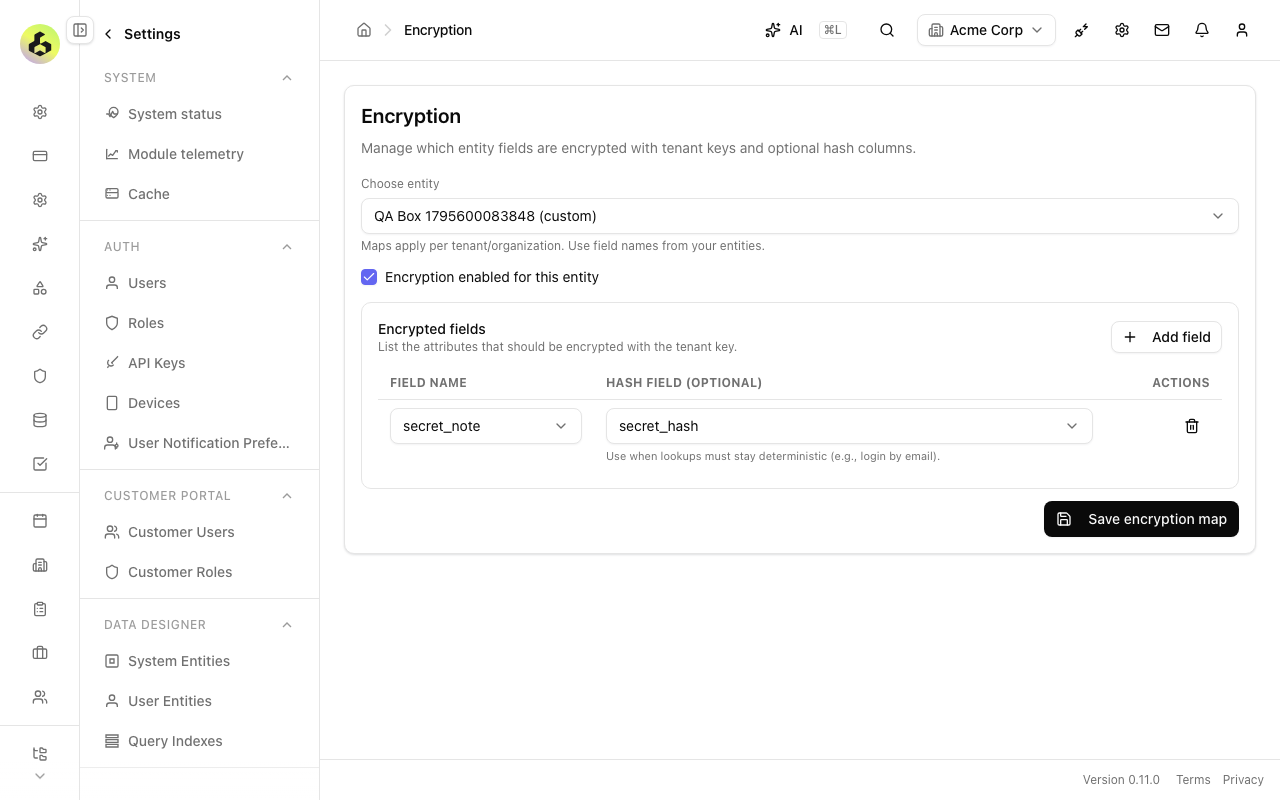 Settings
SYSTEM
System status
Module telemetry
Cache
AUTH
Users
Roles
API Keys
Devices
User Notification Prefe...
CUSTOMER PORTAL
Customer Users
Customer Roles
DATA DESIGNER
System Entities
User Entities
Query Indexes
Encryption
AI ⌘L
Acme Corp
Encryption
Manage which entity fields are encrypted with tenant keys and optional hash columns.
Choose entity
QA Box 1795600083848 (custom)
Maps apply per tenant/organization. Use field names from your entities.
Encryption enabled for this entity
Encrypted fields
List the attributes that should be encrypted with the tenant key.
Add field
FIELD NAME HASH FIELD (OPTIONAL) ACTIONS
secret_note secret_hash
Use when lookups must stay deterministic (e.g., login by email).
Save encryption map
Version 0.11.0 Terms Privacy